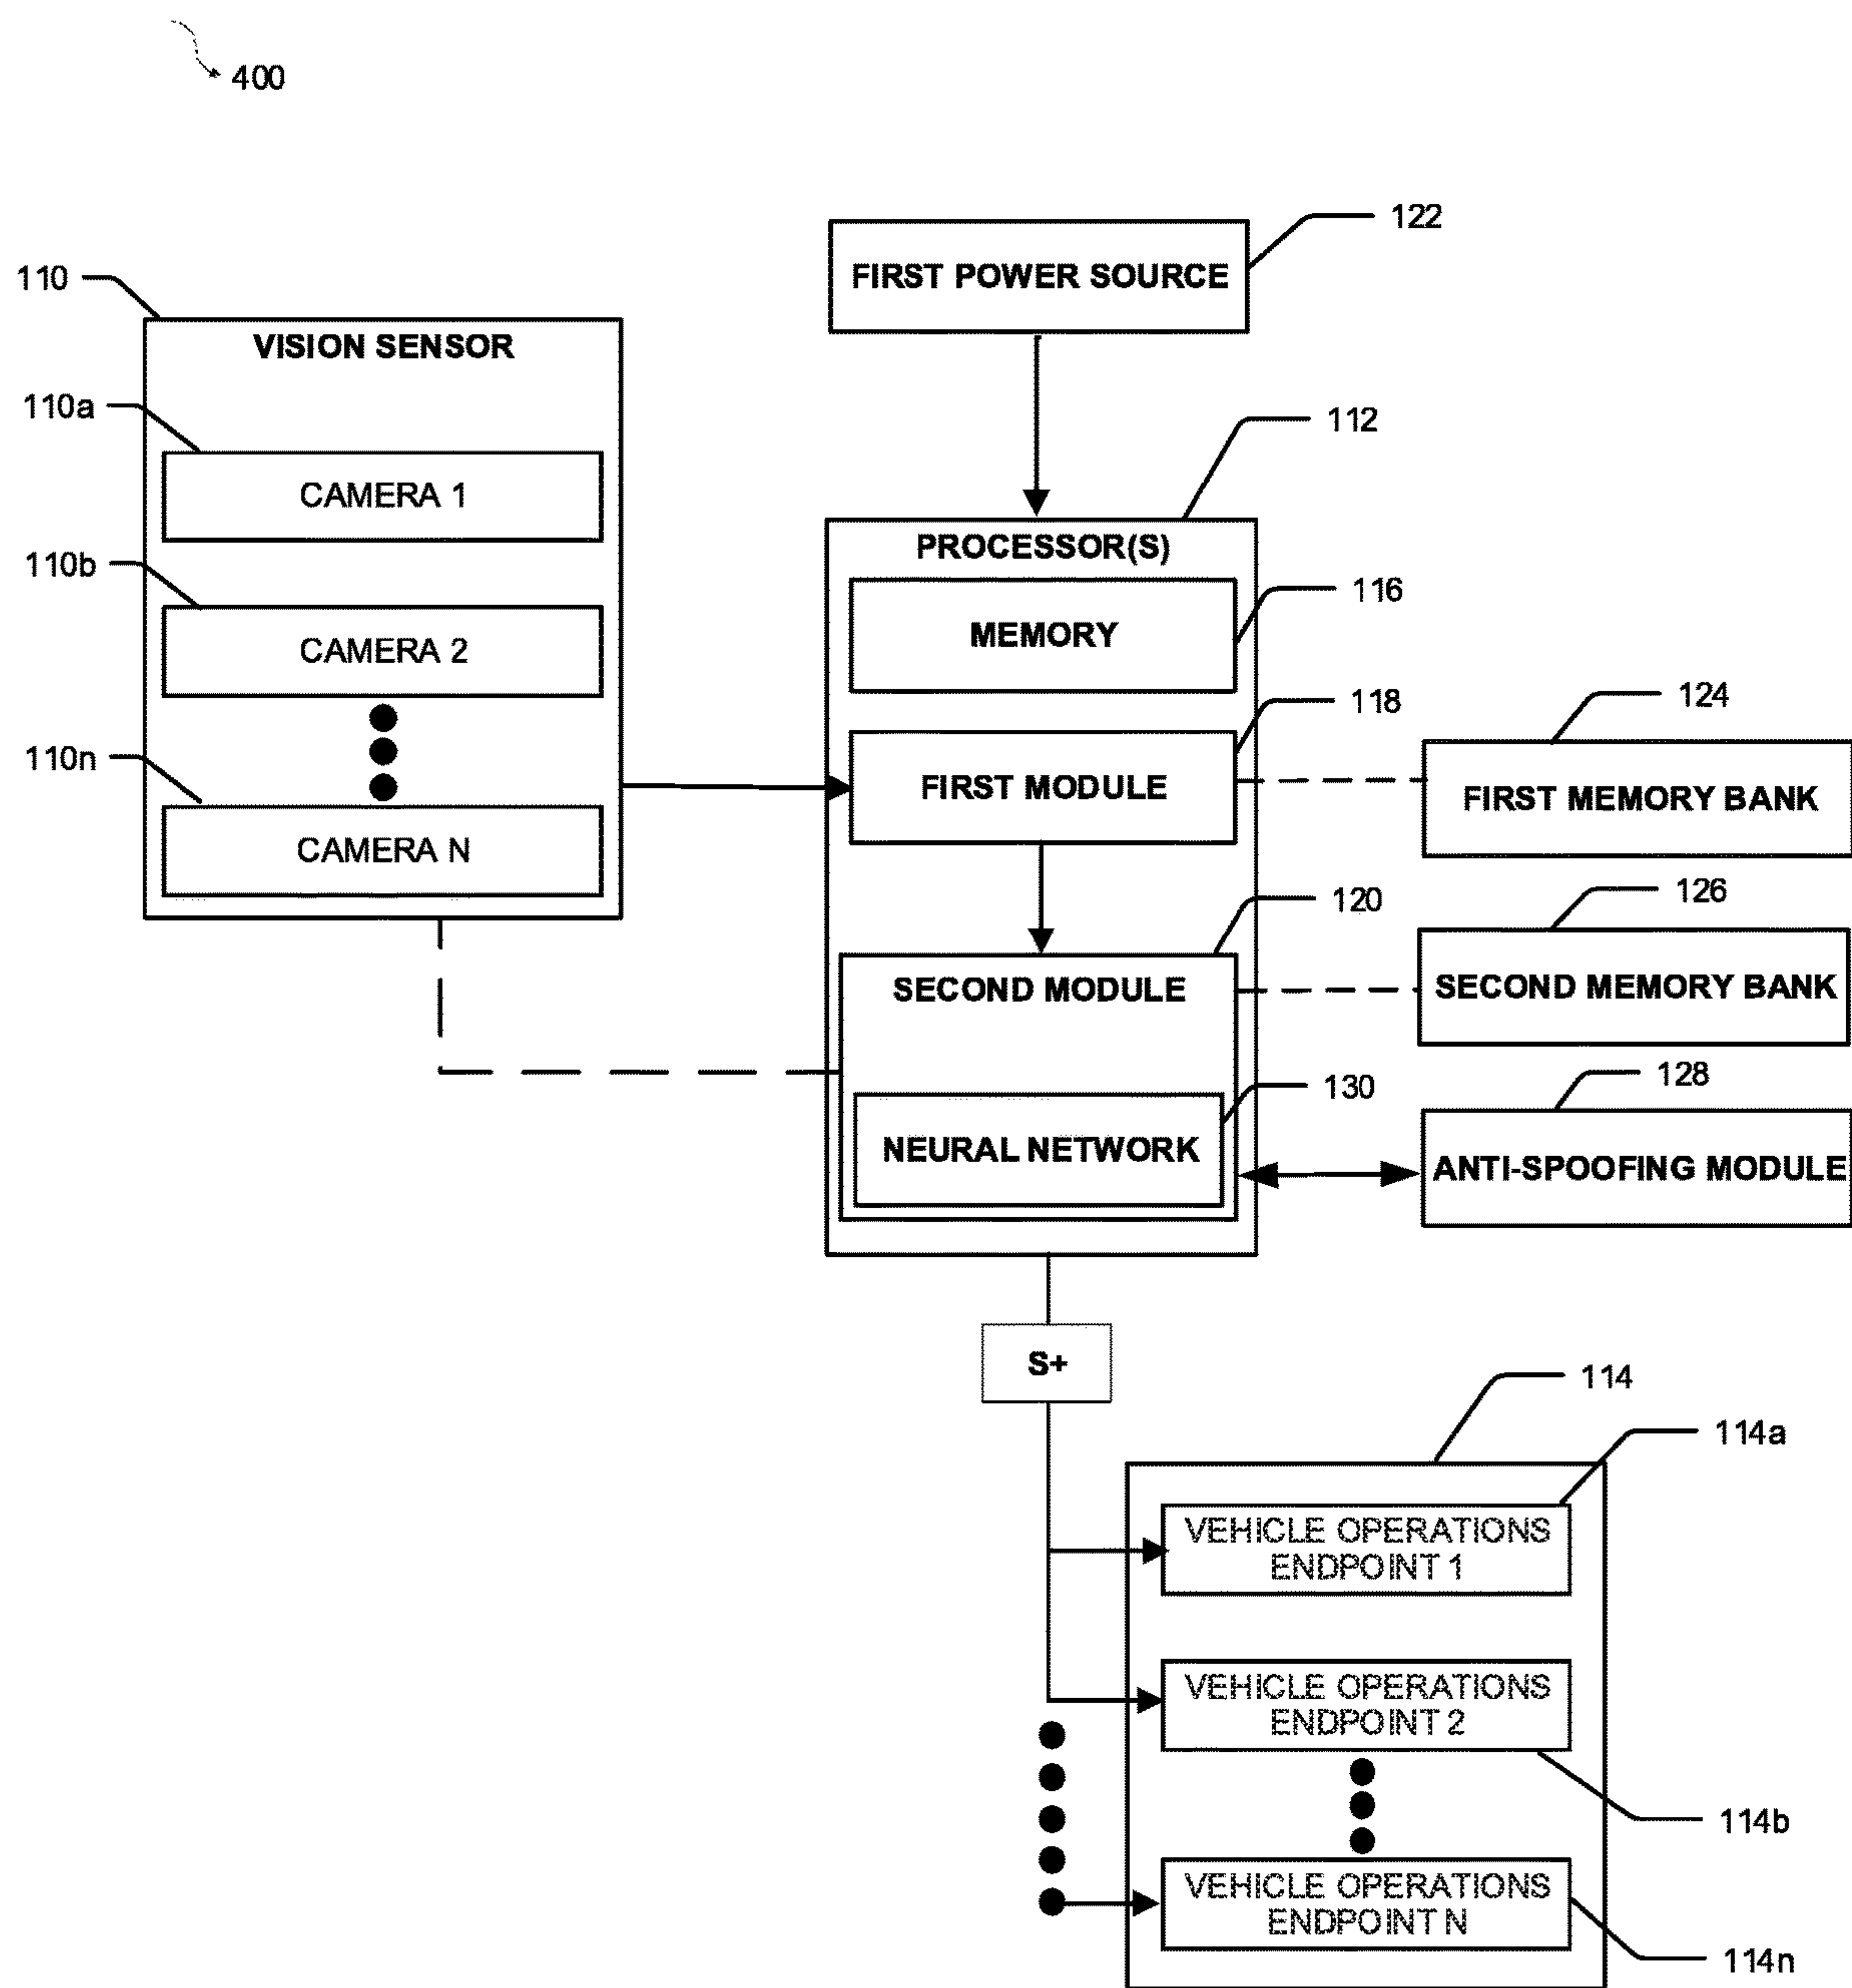 400
122
FIRST POWER SOURCE
110
VISION SENSOR
110a
CAMERA 1
112
PROCESSOR(S)
110b
CAMERA 2
116
MEMORY
118
124
110n
FIRST MODULE
FIRST MEMORY BANK
CAMERA N
120
126
SECOND MODULE
SECOND MEMORY BANK
130
128
NEURAL NETWORK
ANTI-SPOOFING MODULE
S+
114
114a
VEHICLE OPERATIONS
ENDPOINT 1
VEHICLE OPERATIONS
ENDPOINT 2
114b
VEHICLE OPERATIONS
ENDPOINT N
114n